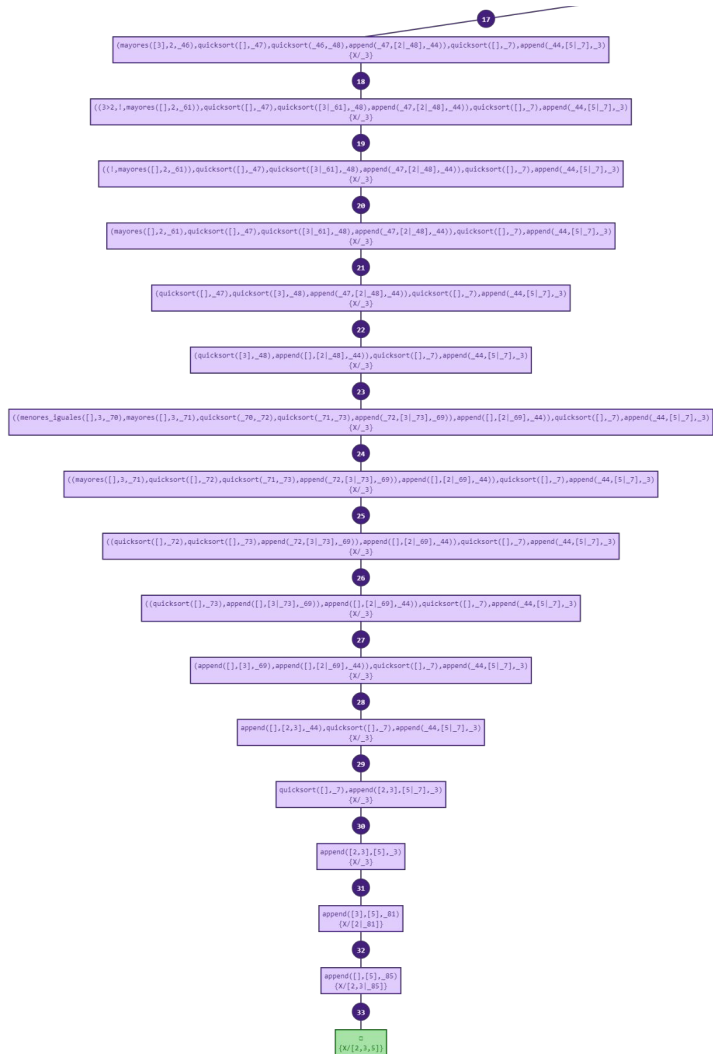 17
(mayores([3],2,_46),quicksort([],_47),quicksort(_46,_48),append(_47,[2|_48],_44)),quicksort([],_7),append(_44,[5|_7],_3)
{X/_3}
18
((3>2,!,mayores([],2,_61)),quicksort([],_47),quicksort([3|_61],_48),append(_47,[2|_48],_44)),quicksort([],_7),append(_44,[5|_7],_3)
{X/_3}
19
((!,mayores([],2,_61)),quicksort([],_47),quicksort([3|_61],_48),append(_47,[2|_48],_44)),quicksort([],_7),append(_44,[5|_7],_3)
{X/_3}
20
(mayores([],2,_61),quicksort([],_47),quicksort([3|_61],_48),append(_47,[2|_48],_44)),quicksort([],_7),append(_44,[5|_7],_3)
{X/_3}
21
(quicksort([],_47),quicksort([3],_48),append(_47,[2|_48],_44)),quicksort([],_7),append(_44,[5|_7],_3)
{X/_3}
22
(quicksort([3],_48),append([],[2|_48],_44)),quicksort([],_7),append(_44,[5|_7],_3)
{X/_3}
23
((menores_iguales([],3,_70),mayores([],3,_71),quicksort(_70,_72),quicksort(_71,_73),append(_72,[3|_73],_69)),append([],[2|_69],_44)),quicksort([],_7),append(_44,[5|_7],_3)
{X/_3}
24
((mayores([],3,_71),quicksort([],_72),quicksort(_71,_73),append(_72,[3|_73],_69)),append([],[2|_69],_44)),quicksort([],_7),append(_44,[5|_7],_3)
{X/_3}
25
((quicksort([],_72),quicksort([],_73),append(_72,[3|_73],_69)),append([],[2|_69],_44)),quicksort([],_7),append(_44,[5|_7],_3)
{X/_3}
26
((quicksort([],_73),append([],[3|_73],_69)),append([],[2|_69],_44)),quicksort([],_7),append(_44,[5|_7],_3)
{X/_3}
27
(append([],[3],_69),append([],[2|_69],_44)),quicksort([],_7),append(_44,[5|_7],_3)
{X/_3}
28
append([],[2,3],_44),quicksort([],_7),append(_44,[5|_7],_3)
{X/_3}
29
quicksort([],_7),append([2,3],[5|_7],_3)
{X/_3}
30
append([2,3],[5],_3)
{X/_3}
31
append([3],[5],_81)
{X/[2|_81]}
32
append([],[5],_85)
{X/[2,3|_85]}
33
□
{X/[2,3,5]}